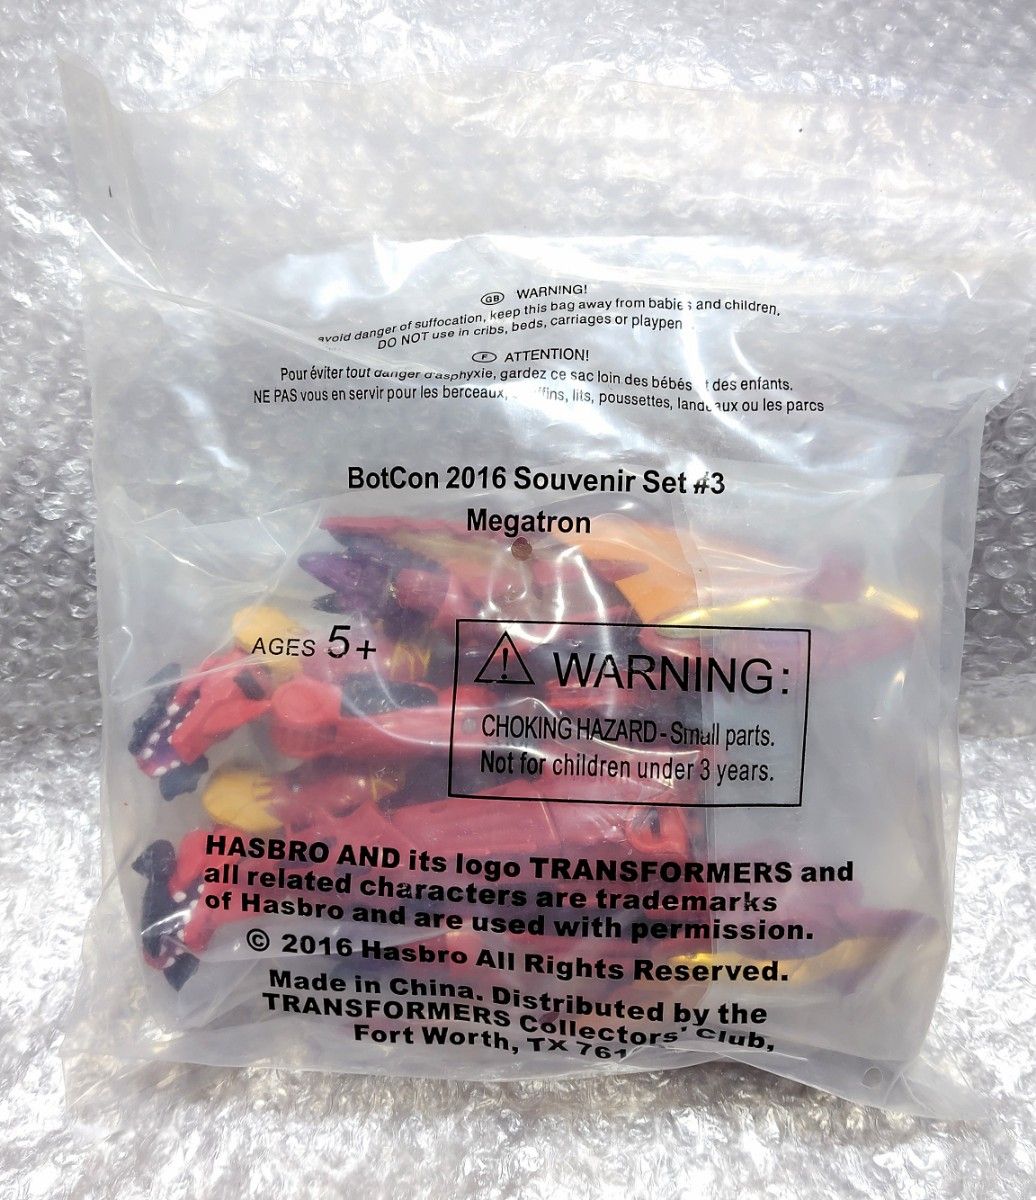 GB WARNING!
avoid danger of suffocation, keep this bag away from babies and children,
DO NOT use in cribs, beds, carriages or playpen
F ATTENTION!
Pour éviter tout danger d'asphyxie, gardez ce sac loin des bébés et des enfants.
NE PAS vous en servir pour les berceaux, lits, poussettes, landeaux ou les parcs
BotCon 2016 Souvenir Set #3
Megatron
AGES 5+
! WARNING:
CHOKING HAZARD - Small parts.
Not for children under 3 years.
HASBRO AND its logo TRANSFORMERS and
all related characters are trademarks
of Hasbro and are used with permission.
© 2016 Hasbro All Rights Reserved.
Made in China. Distributed by the
TRANSFORMERS Collectors' Club,
Fort Worth, TX 761